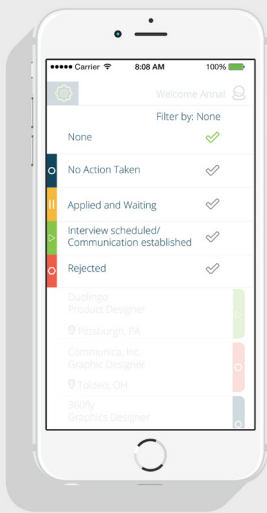 Carrier 8:08 AM 100%
Welcome Anna!
Filter by: None
None
No Action Taken
Applied and Waiting
Interview scheduled/
Communication established
Rejected
Duolingo
Product Designer
Pittsburgh, PA
Communica, Inc.
Graphic Designer
Toldeo, OH
360fly
Graphics Designer